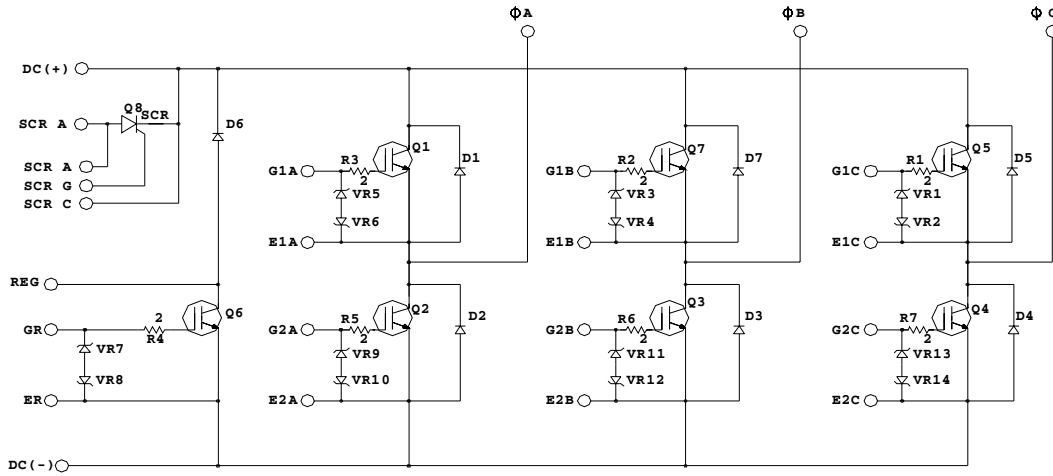 ΦA ΦB ΦC
DC(+)
Q8 SCR
SCR A
D6
SCR A
SCR G
SCR C
G1A R3 2 Q1 D1
VR5
VR6
E1A
G1B R2 2 Q7 D7
VR3
VR4
E1B
G1C R1 2 Q5 D5
VR1
VR2
E1C
REG
GR 2 R4 Q6
VR7
VR8
ER
G2A R5 2 Q2 D2
VR9
VR10
E2A
G2B R6 2 Q3 D3
VR11
VR12
E2B
G2C R7 2 Q4 D4
VR13
VR14
E2C
DC(-)